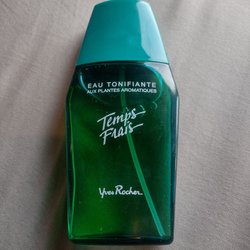 EAU TONIFIANTE
AUX PLANTES AROMATIQUES
Temps
Frais
Yves Rocher